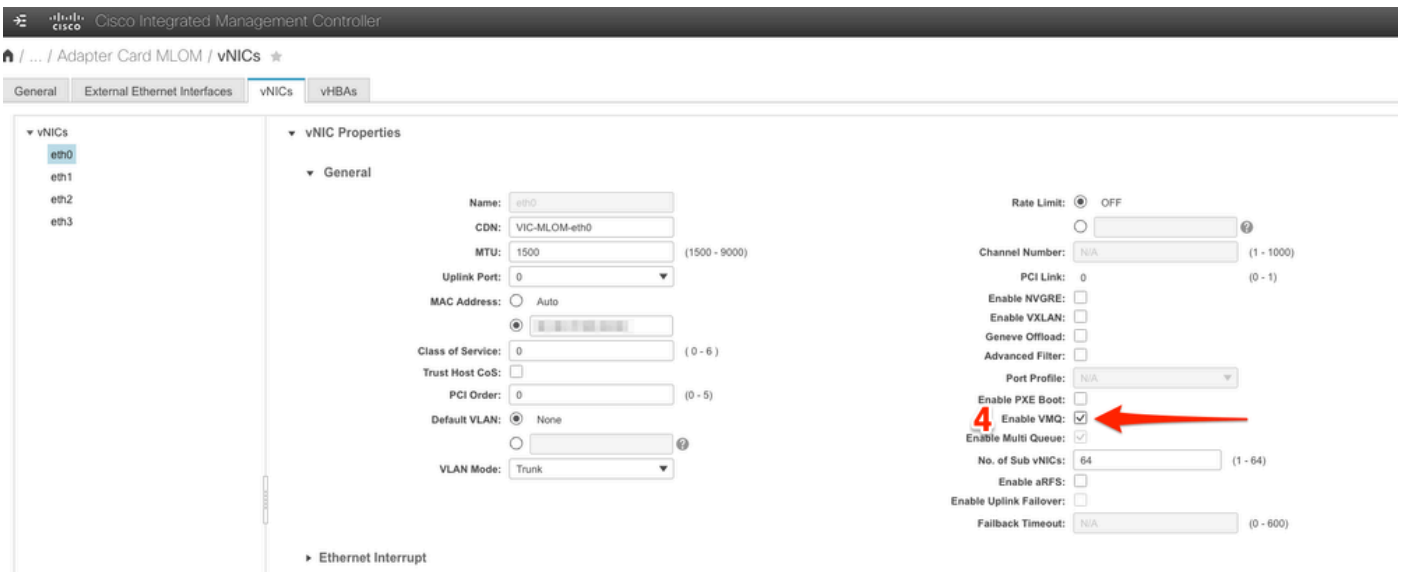 cisco Cisco Integrated Management Controller
/ ... / Adapter Card MLOM / vNICs
General External Ethernet Interfaces vNICs vHBAs
vNICs
eth0
eth1
eth2
eth3
vNIC Properties
General
Name: eth0
CDN: VIC-MLOM-eth0
MTU: 1500 (1500 - 9000)
Uplink Port: 0
MAC Address: Auto
Class of Service: 0 ( 0 - 6 )
Trust Host CoS:
PCI Order: 0 (0 - 5)
Default VLAN: None
VLAN Mode: Trunk
Rate Limit: OFF
Channel Number: N/A (1 - 1000)
PCI Link: 0 (0 - 1)
Enable NVGRE:
Enable VXLAN:
Geneve Offload:
Advanced Filter:
Port Profile: N/A
Enable PXE Boot:
4 Enable VMQ:
Enable Multi Queue:
No. of Sub vNICs: 64 (1 - 64)
Enable aRFS:
Enable Uplink Failover:
Failback Timeout: N/A (0 - 600)
Ethernet Interrupt